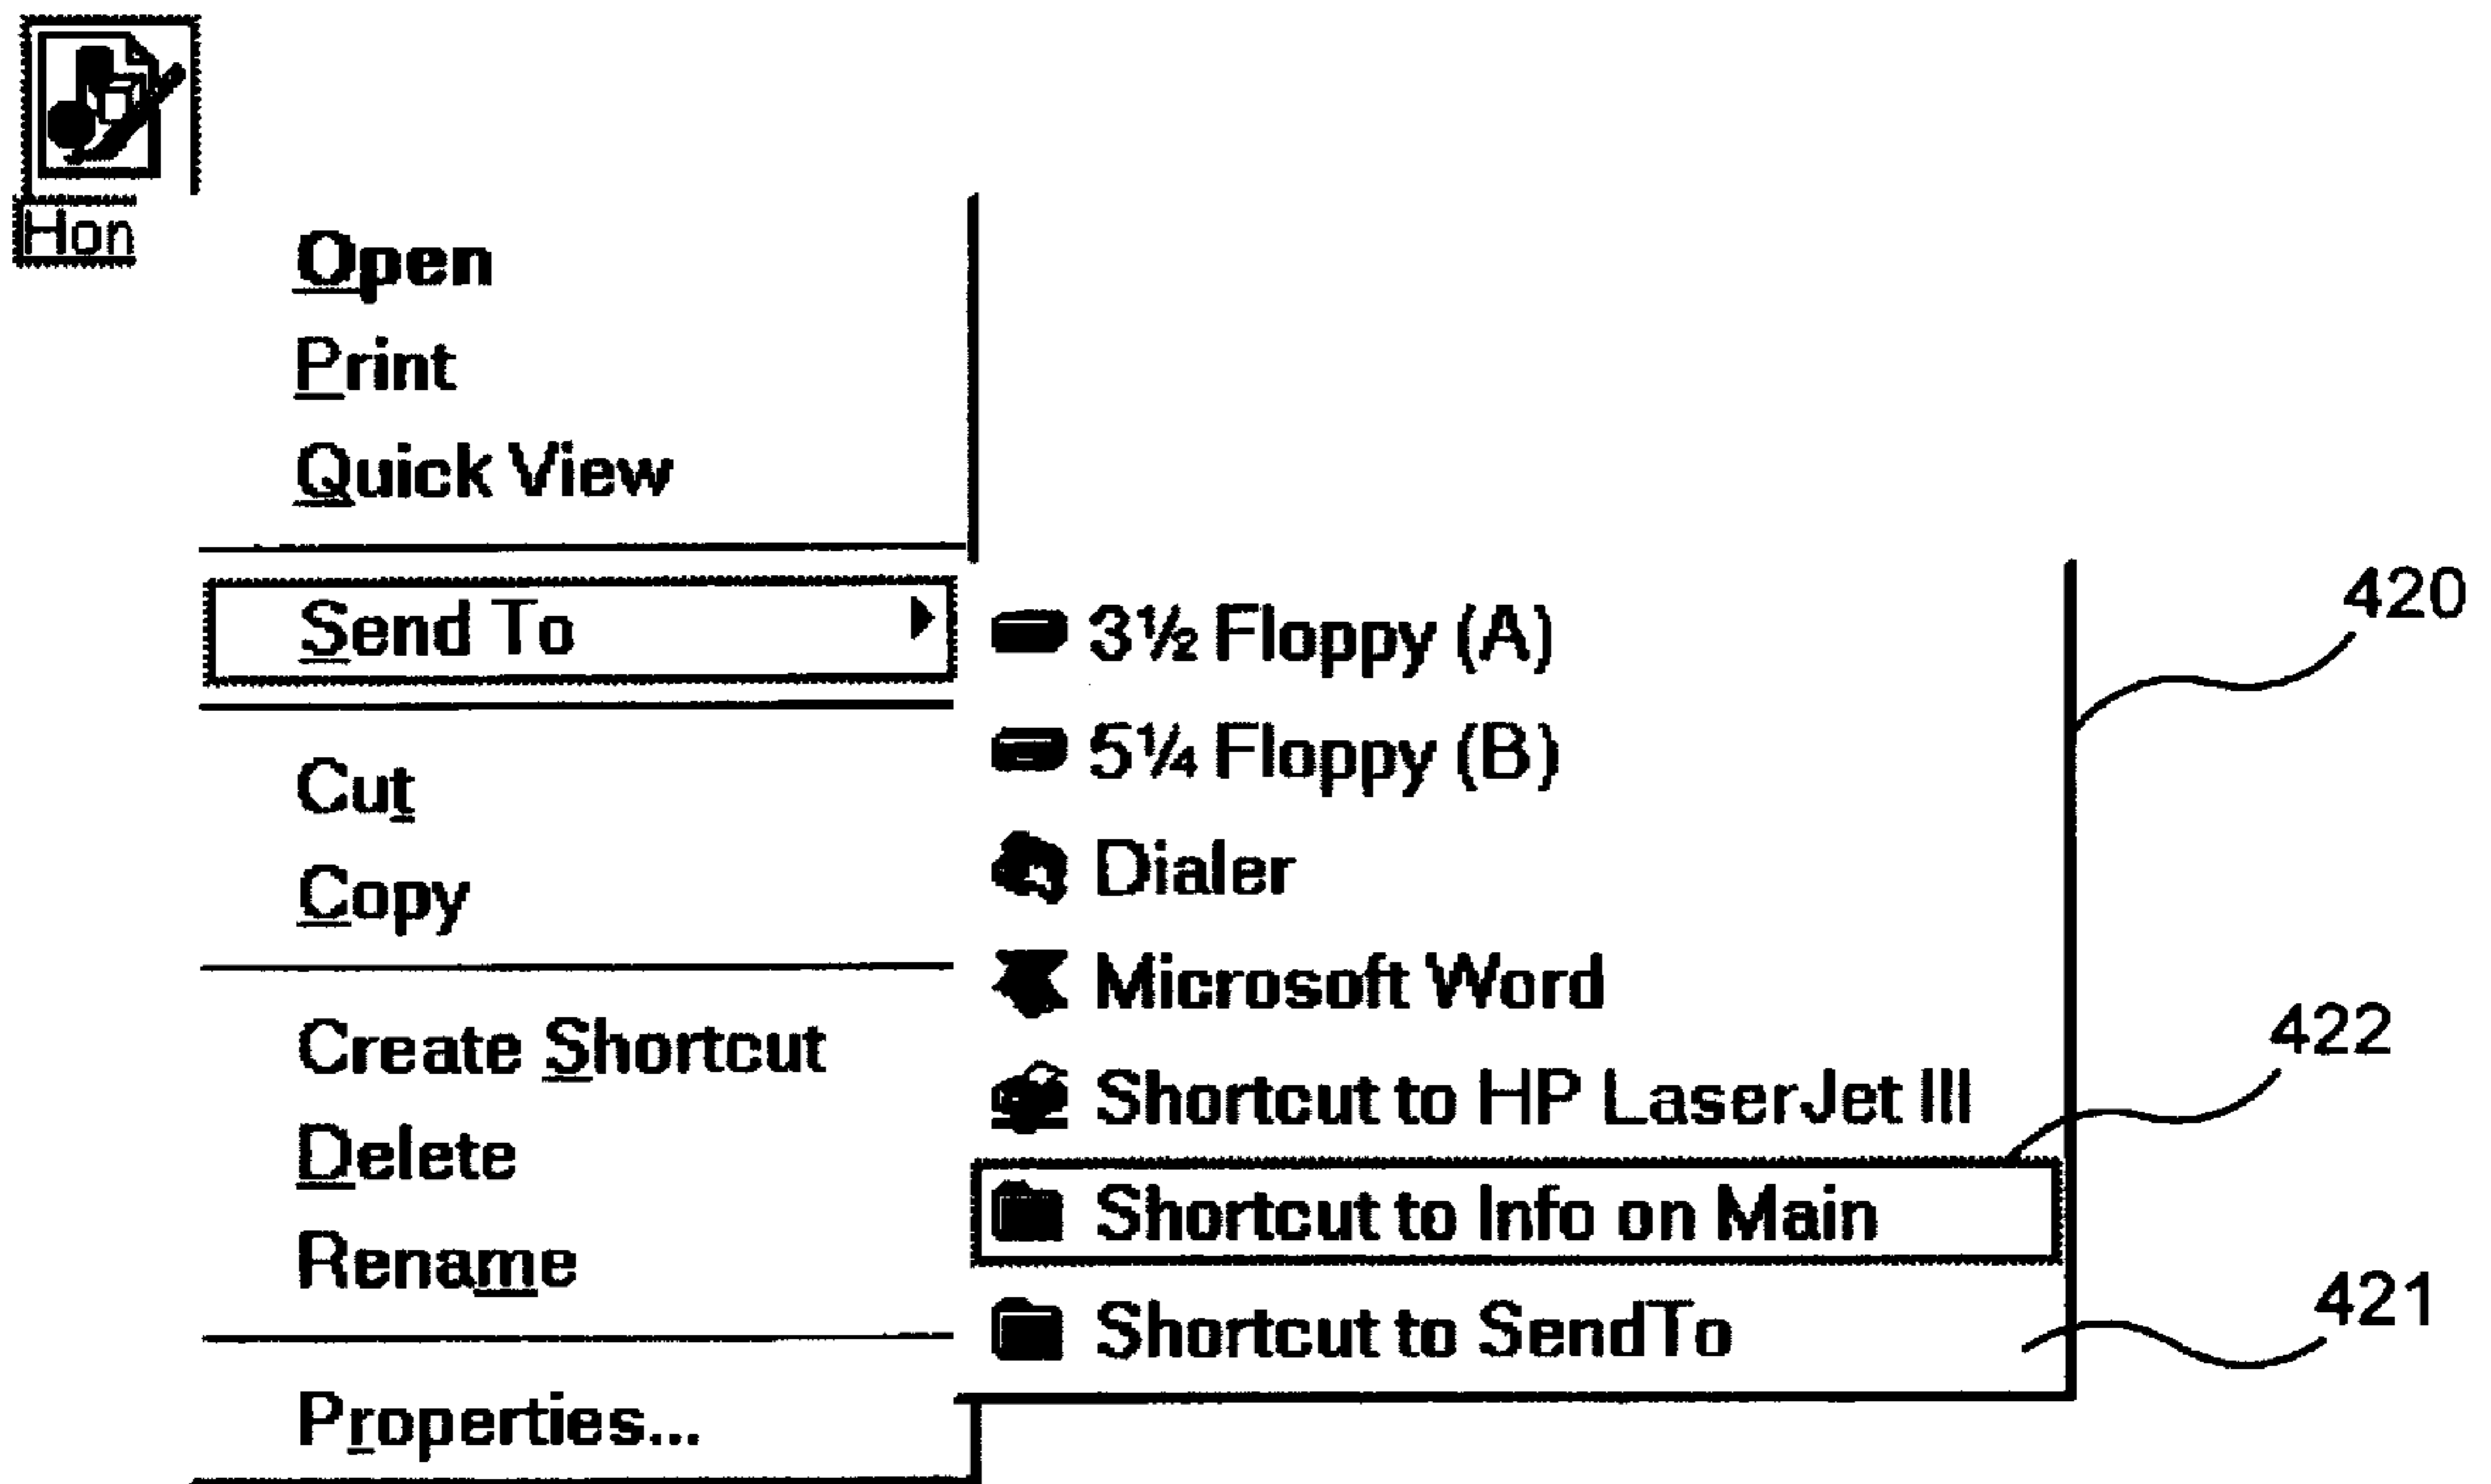 Hon
Open
Print
Quick View
Send To
Cut
Copy
Create Shortcut
Delete
Rename
Properties...
3½ Floppy (A)
5¼ Floppy (B)
Dialer
Microsoft Word
Shortcut to HP LaserJet III
Shortcut to Info on Main
Shortcut to SendTo
420
422
421